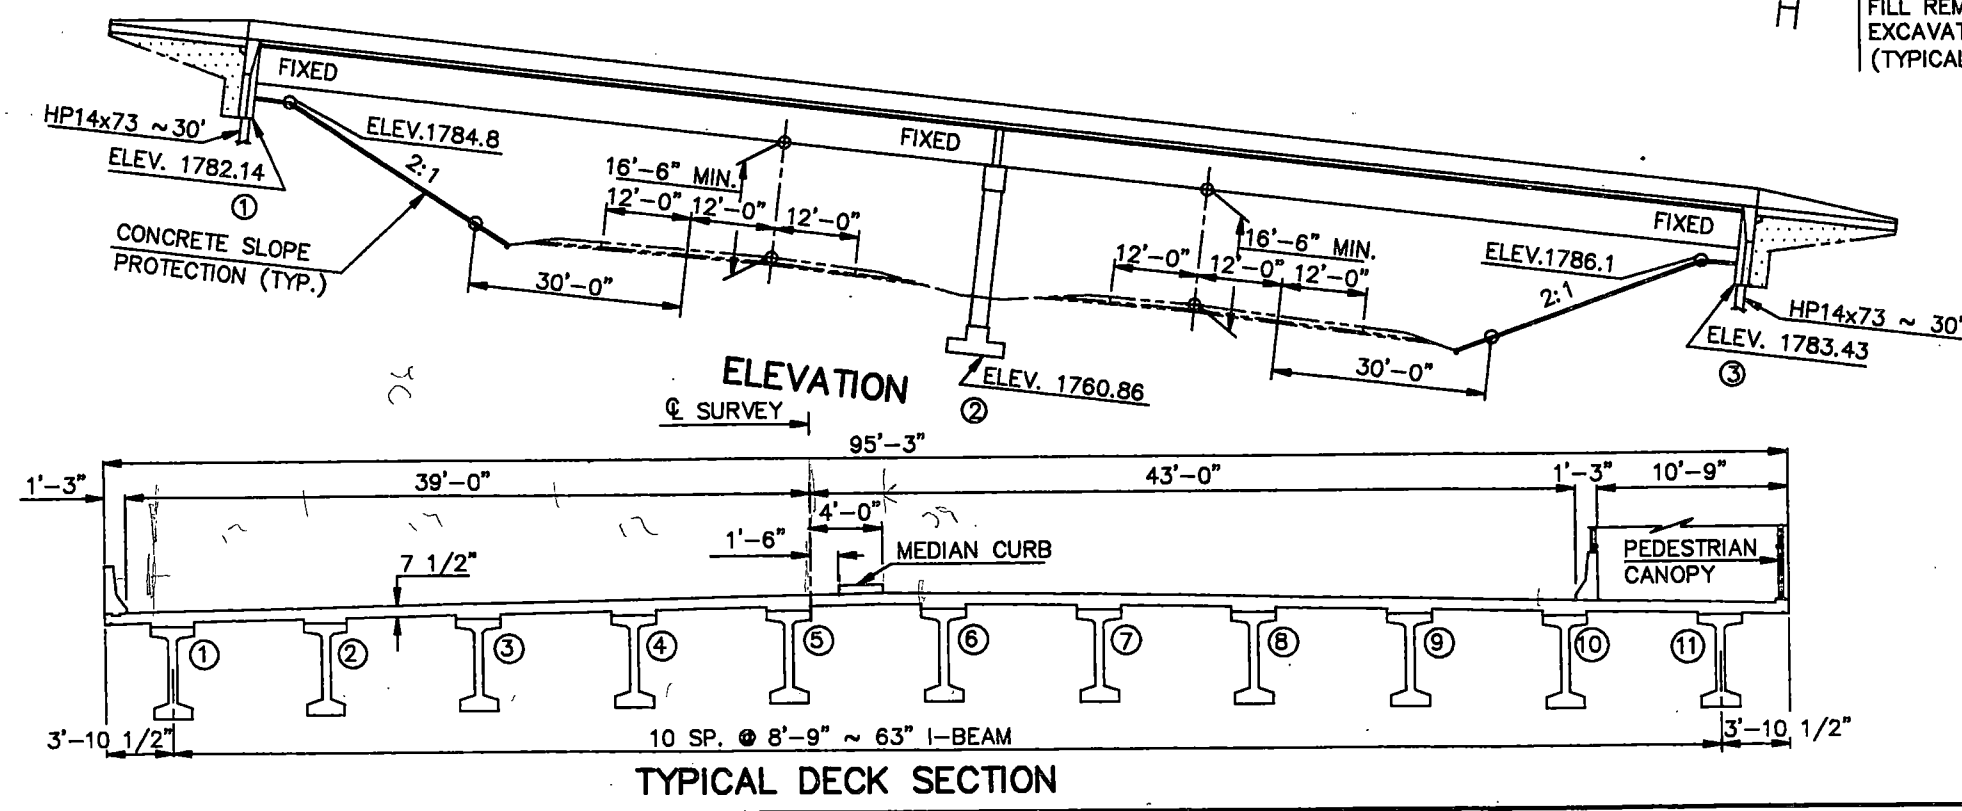 H
FILL REM
EXCAVAT
(TYPICAL
FIXED
FIXED
FIXED
HP14x73 ~30'
ELEV. 1782.14
①
ELEV.1784.8
2:1
CONCRETE SLOPE
PROTECTION (TYP.)
16'-6" MIN.
12'-0" 12'-0" 12'-0"
30'-0"
16'-6" MIN.
12'-0" 12'-0" 12'-0"
30'-0"
ELEV.1786.1
2:1
HP14x73 ~ 30'
ELEV. 1783.43
③
ELEV. 1760.86
②
ELEVATION
℄ SURVEY
95'-3"
1'-3" 39'-0" 43'-0" 1'-3" 10'-9"
4'-0"
1'-6"
MEDIAN CURB
7 1/2"
PEDESTRIAN
CANOPY
① ② ③ ④ ⑤ ⑥ ⑦ ⑧ ⑨ ⑩ ⑪
3'-10 1/2" 10 SP. @ 8'-9" ~ 63" I-BEAM 3'-10 1/2"
TYPICAL DECK SECTION